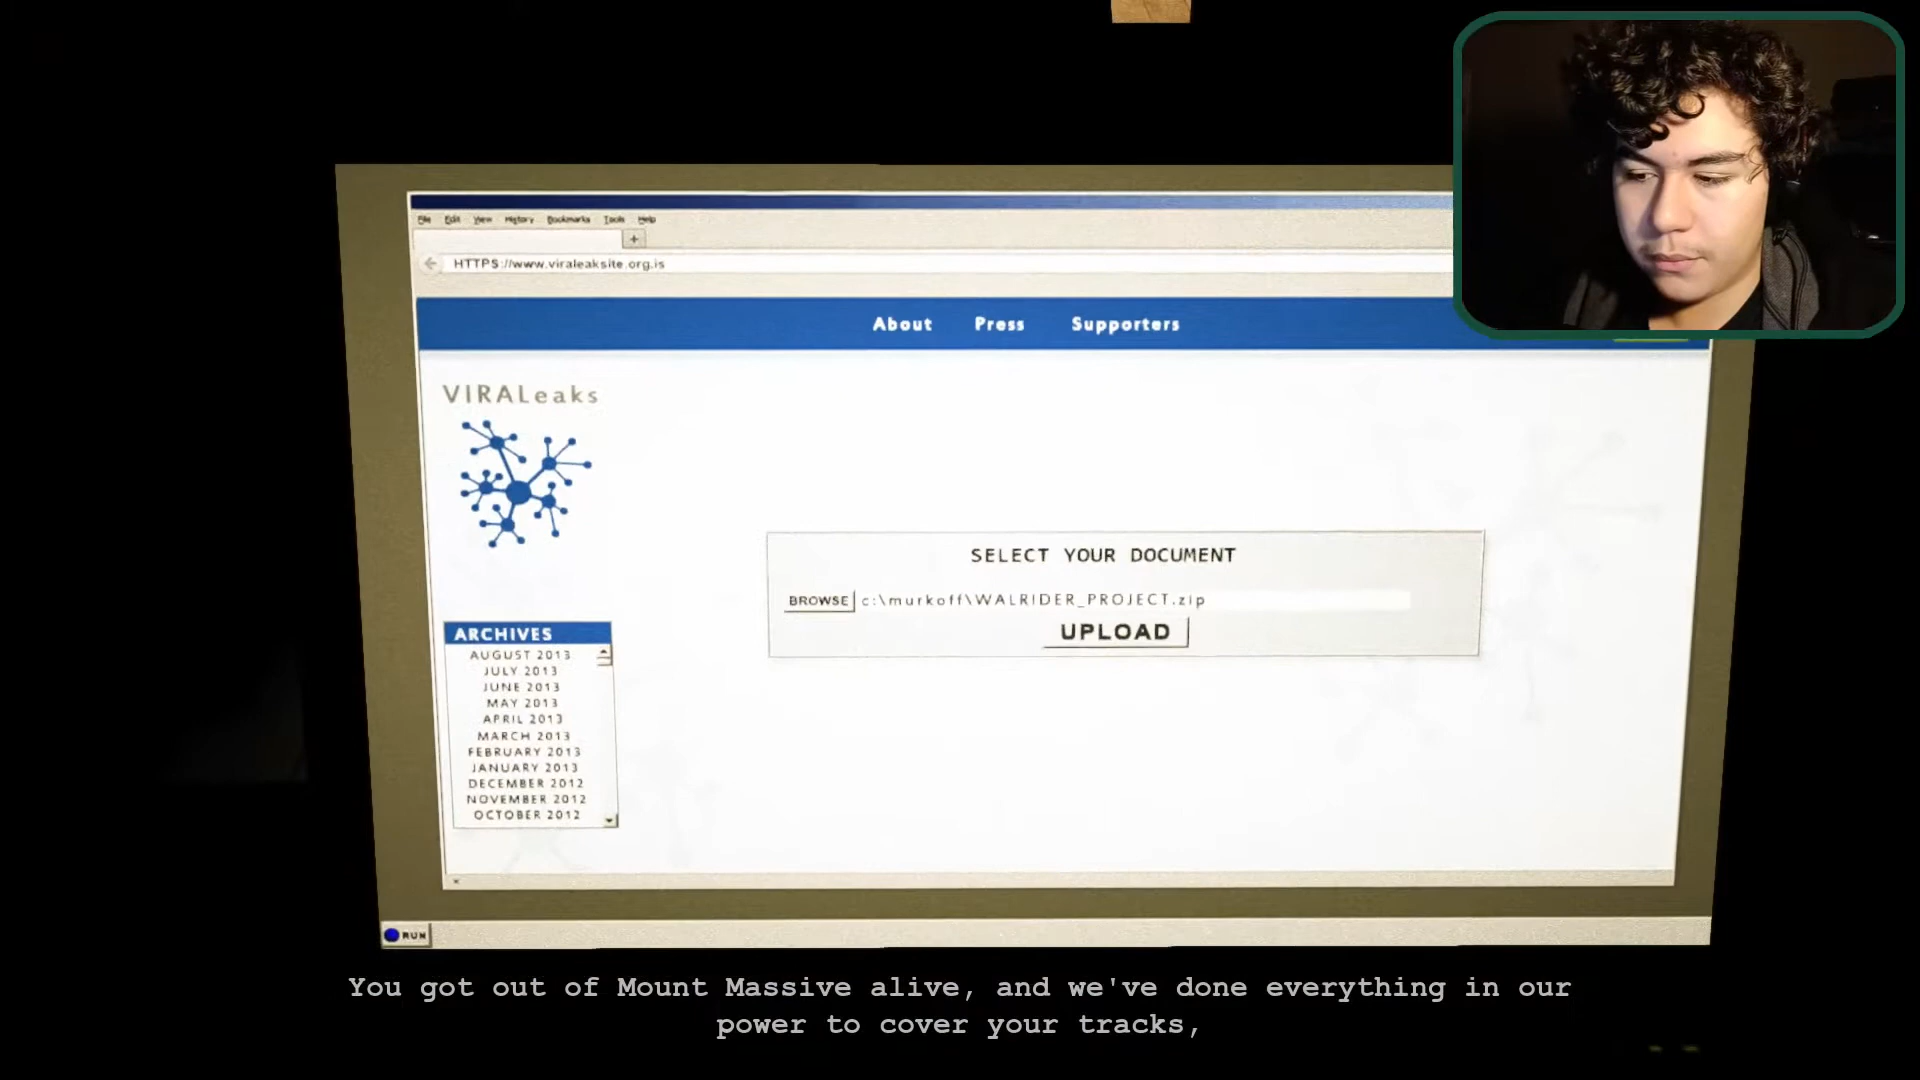 File Edit View History Bookmarks Tools Help
+
HTTPS://www.viraleaksite.org.is
About Press Supporters
VIRALeaks
SELECT YOUR DOCUMENT
BROWSE c:\murkoff\WALRIDER_PROJECT.zip
UPLOAD
ARCHIVES
AUGUST 2013
JULY 2013
JUNE 2013
MAY 2013
APRIL 2013
MARCH 2013
FEBRUARY 2013
JANUARY 2013
DECEMBER 2012
NOVEMBER 2012
OCTOBER 2012
RUN
You got out of Mount Massive alive, and we've done everything in our
power to cover your tracks,